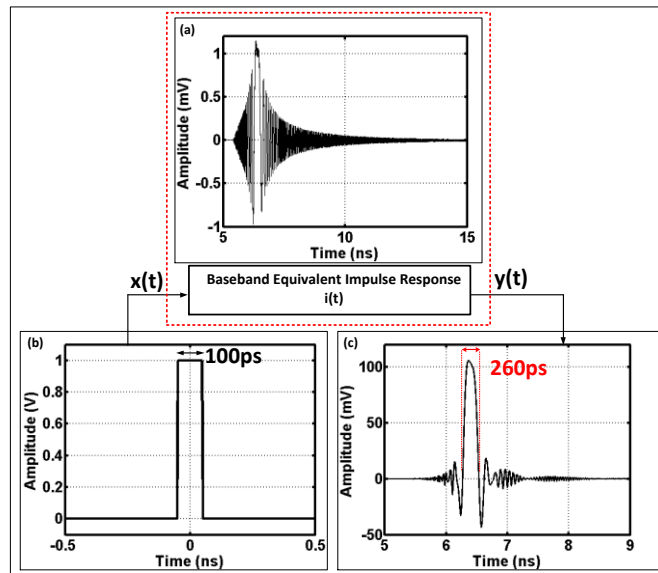 (a)
Amplitude (mV)
1
0.5
0
-0.5
-1
5
10
15
Time (ns)
x(t)
Baseband Equivalent Impulse Response
i(t)
y(t)
(b)
100ps
Amplitude (V)
1
0.8
0.6
0.4
0.2
0
-0.5
0
0.5
Time (ns)
(c)
260ps
Amplitude (mV)
100
50
0
-50
5
6
7
8
9
Time (ns)